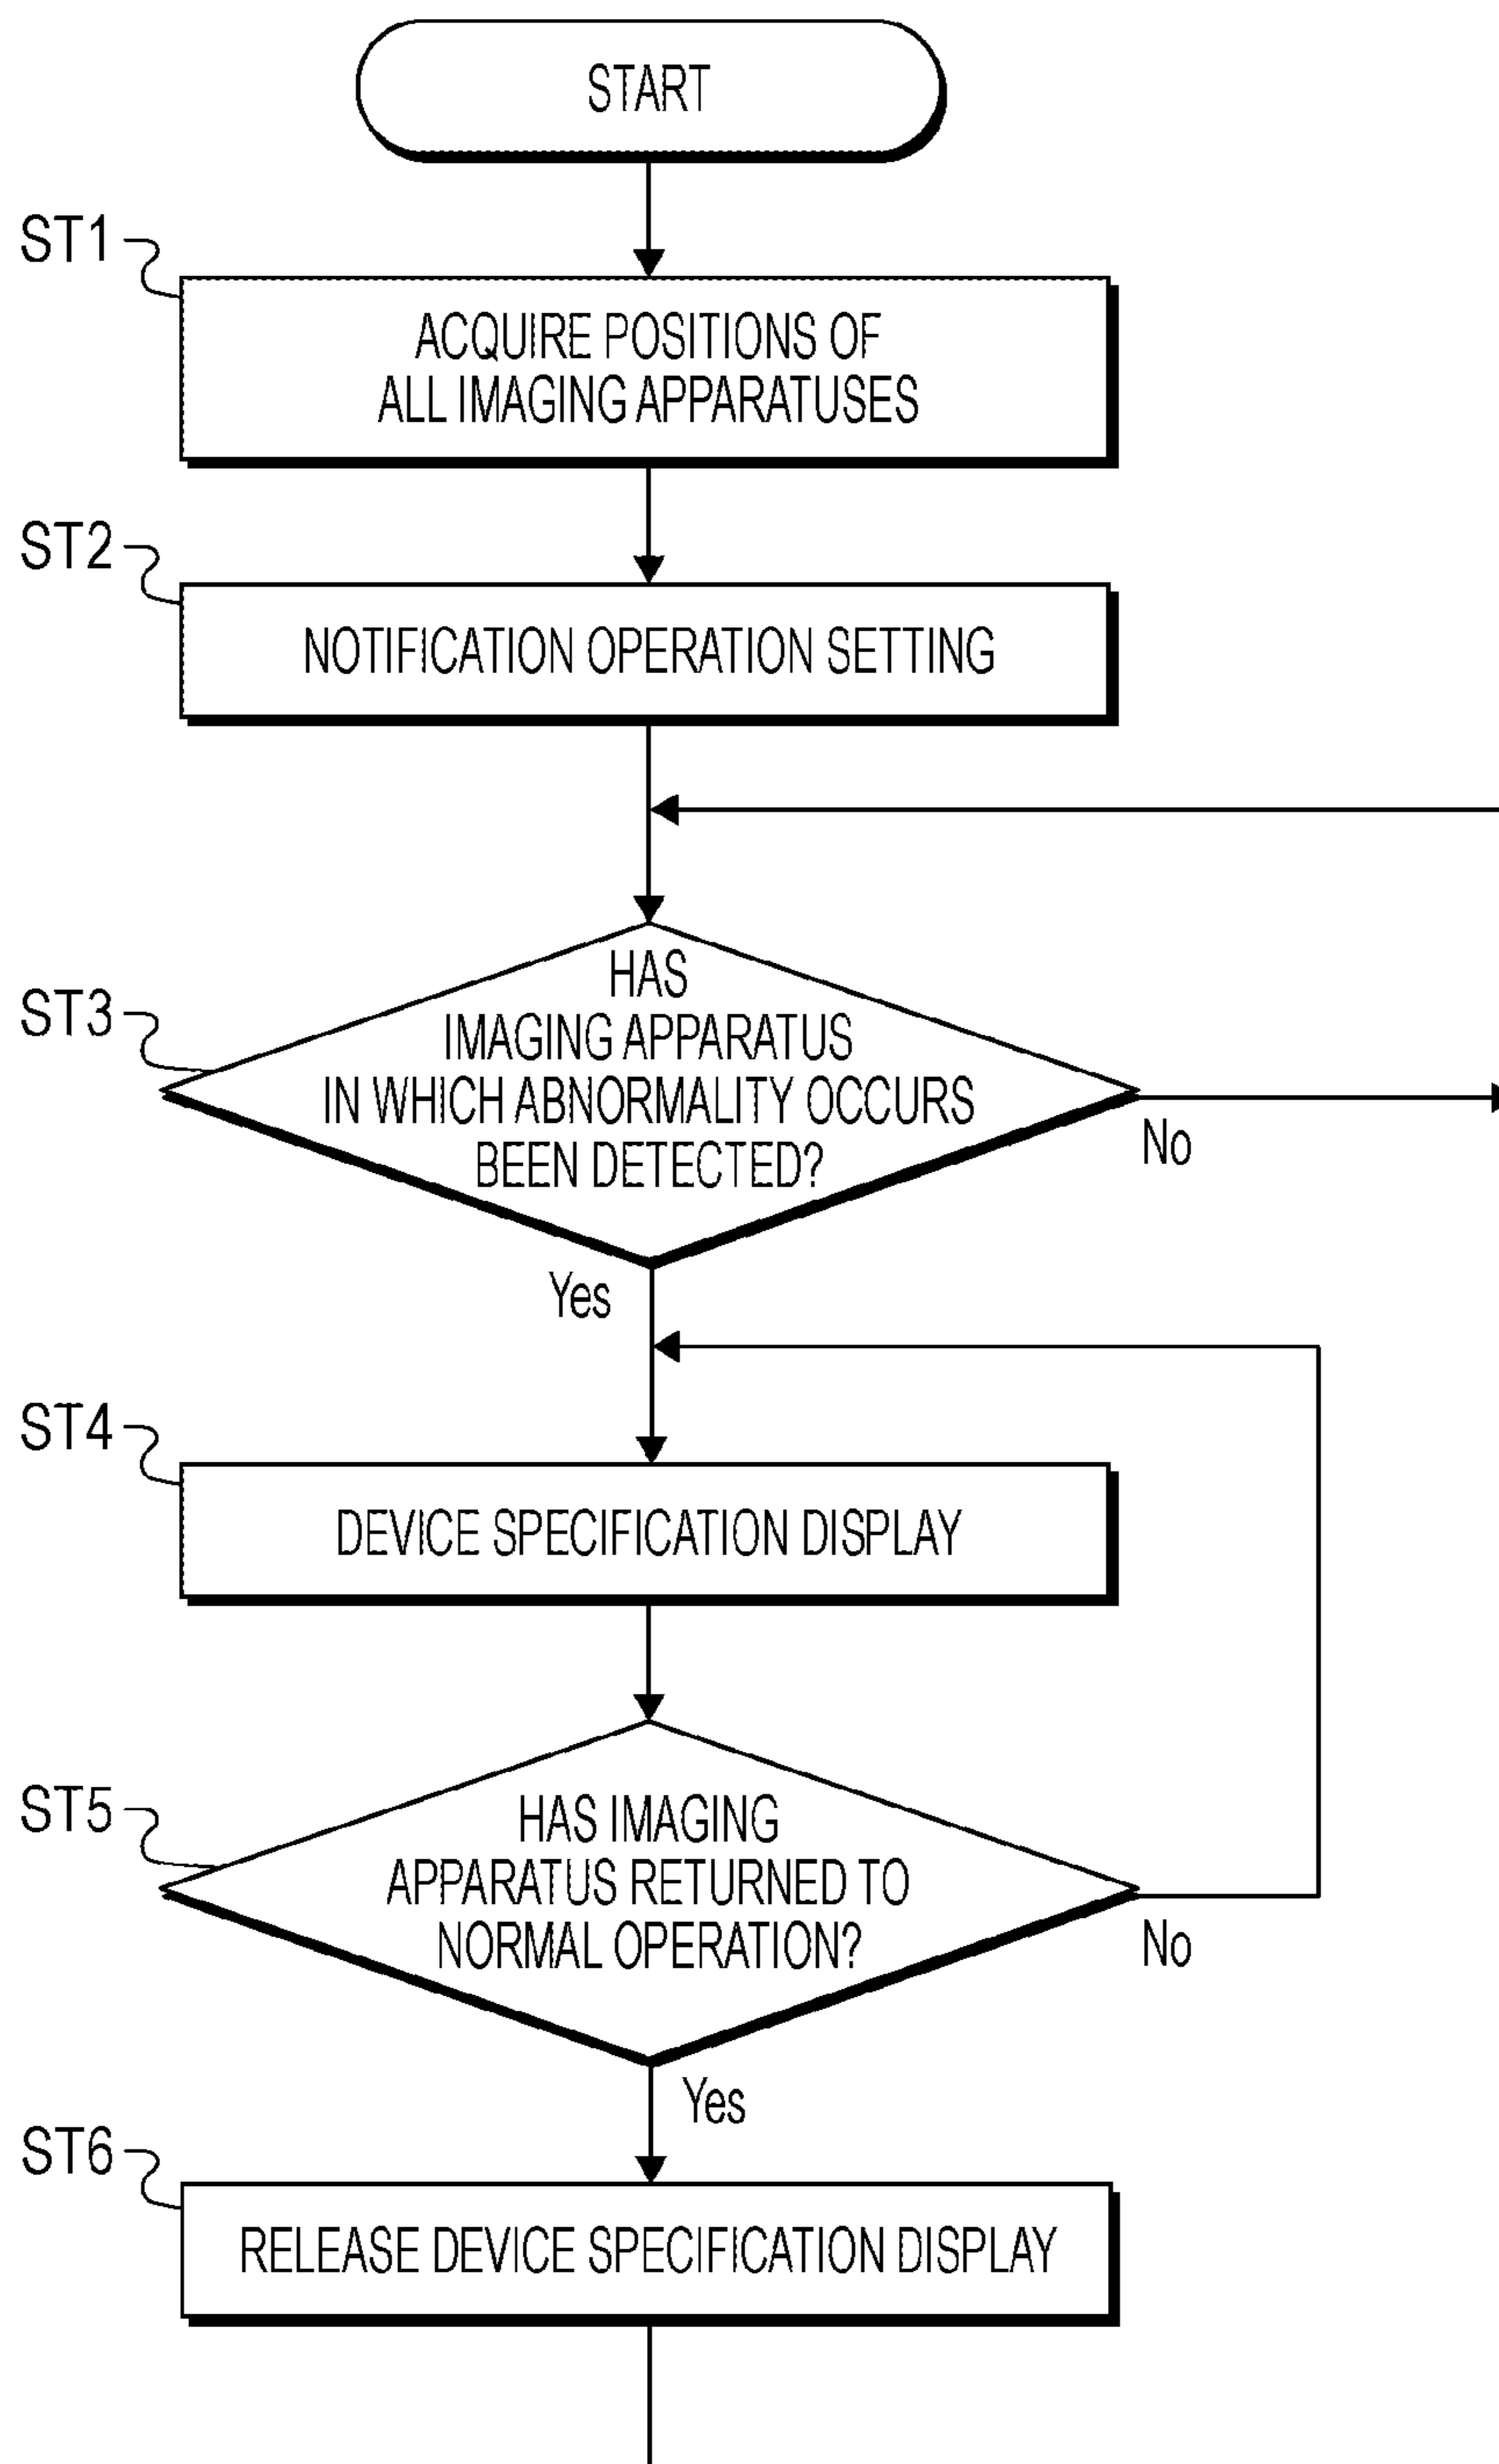 START
ST1
ACQUIRE POSITIONS OF
ALL IMAGING APPARATUSES
ST2
NOTIFICATION OPERATION SETTING
ST3
HAS
IMAGING APPARATUS
IN WHICH ABNORMALITY OCCURS
BEEN DETECTED?
No
Yes
ST4
DEVICE SPECIFICATION DISPLAY
ST5
HAS IMAGING
APPARATUS RETURNED TO
NORMAL OPERATION?
No
Yes
ST6
RELEASE DEVICE SPECIFICATION DISPLAY